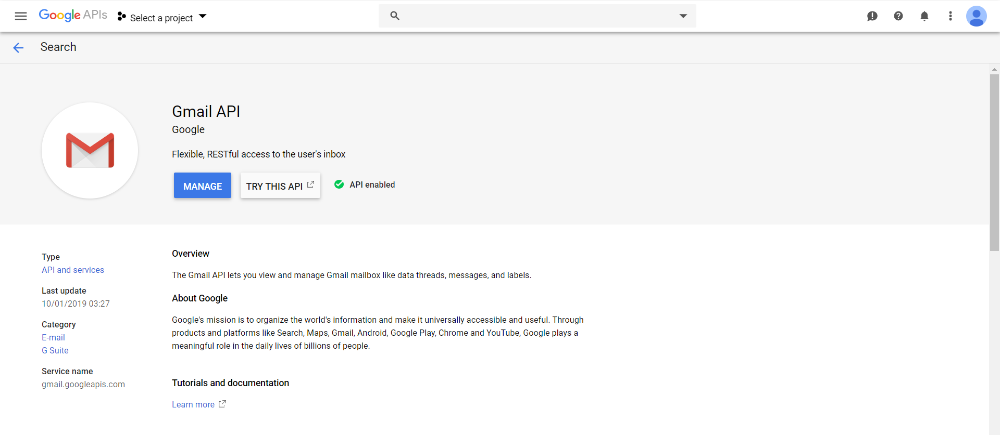 Google APIs
Select a project
Search
Gmail API
Google
Flexible, RESTful access to the user's inbox
MANAGE
TRY THIS API
API enabled
Type
API and services
Last update
10/01/2019 03:27
Category
E-mail
G Suite
Service name
gmail.googleapis.com
Overview
The Gmail API lets you view and manage Gmail mailbox like data threads, messages, and labels.
About Google
Google's mission is to organize the world's information and make it universally accessible and useful. Through
products and platforms like Search, Maps, Gmail, Android, Google Play, Chrome and YouTube, Google plays a
meaningful role in the daily lives of billions of people.
Tutorials and documentation
Learn more